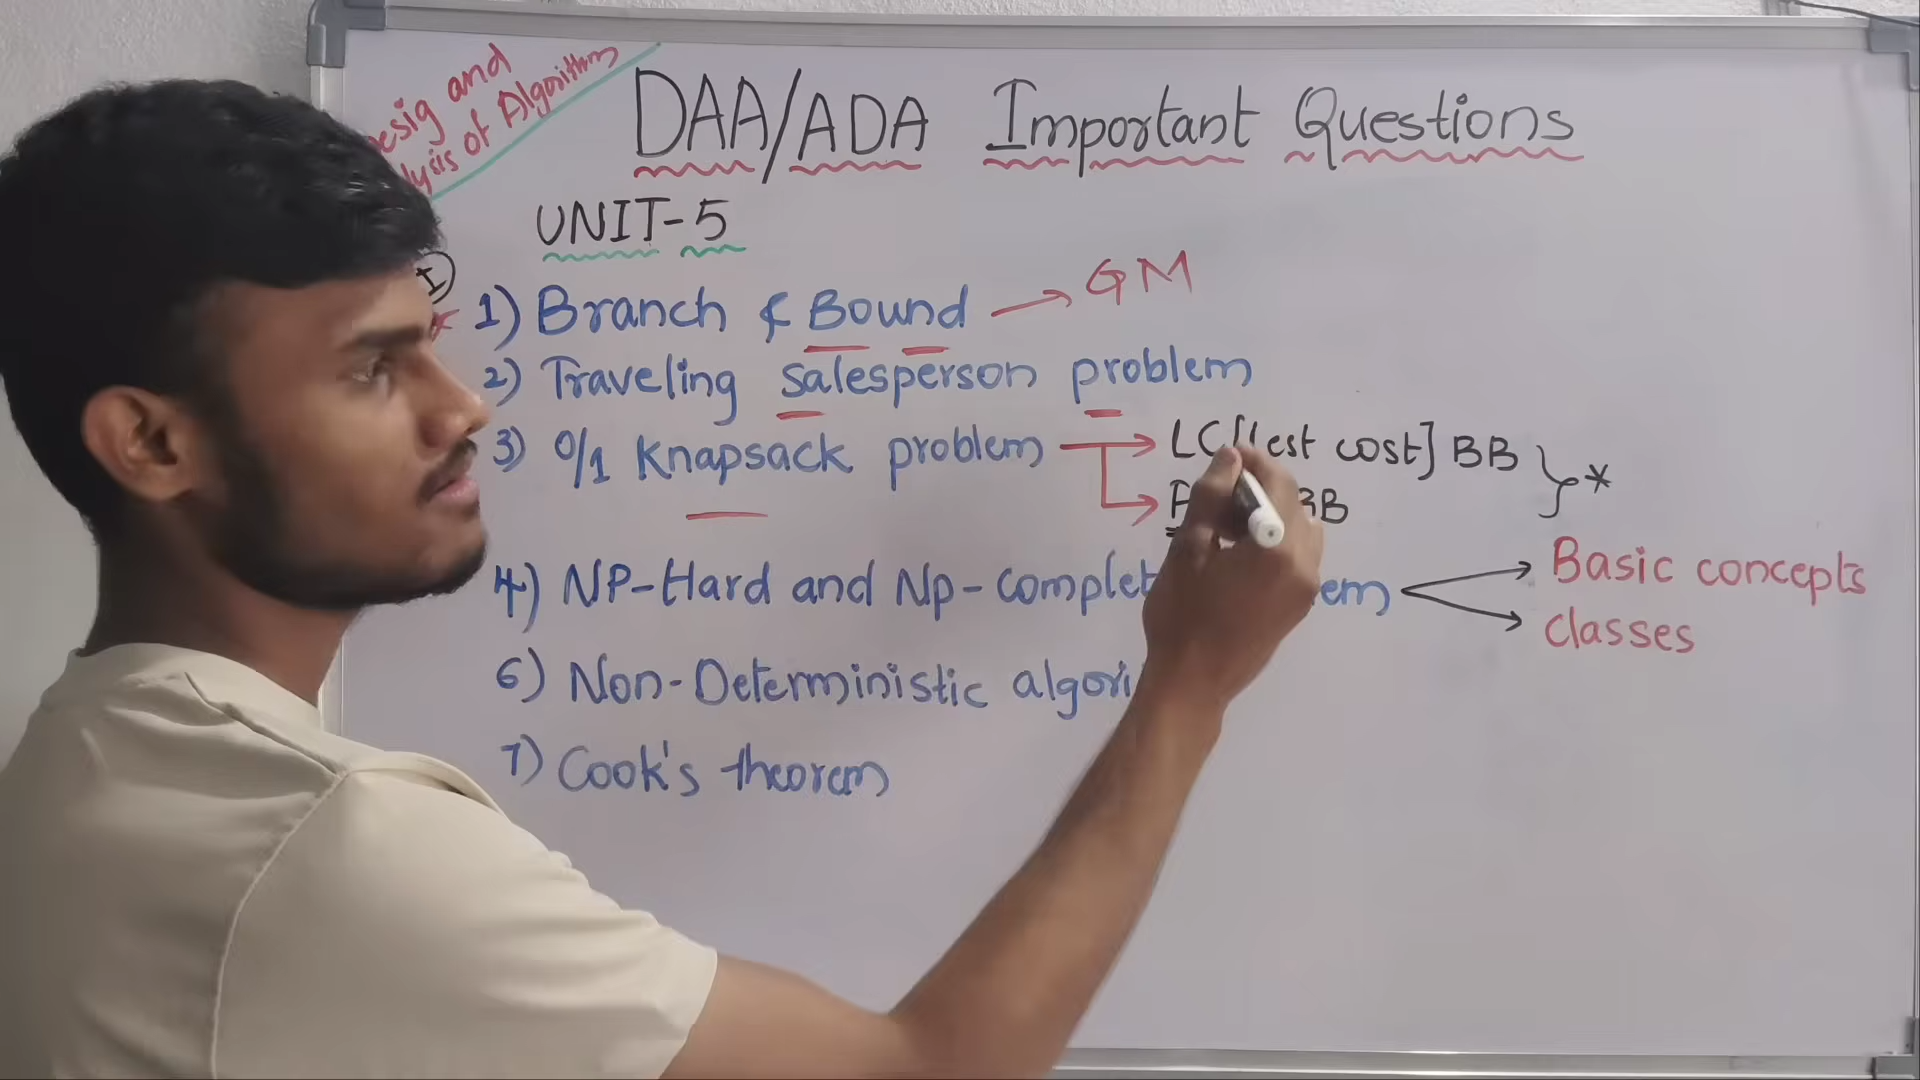 and
of Algorithm
DAA/ADA Important Questions
UNIT-5
I
1) Branch & Bound → GM
2) Traveling salesperson problem
3) 0/1 Knapsack problem → LC [lest cost] BB } *
→ BB
4) NP-Hard and Np-complet em → Basic concepts
→ classes
6) Non-Deterministic algori
7) Cook's theorem